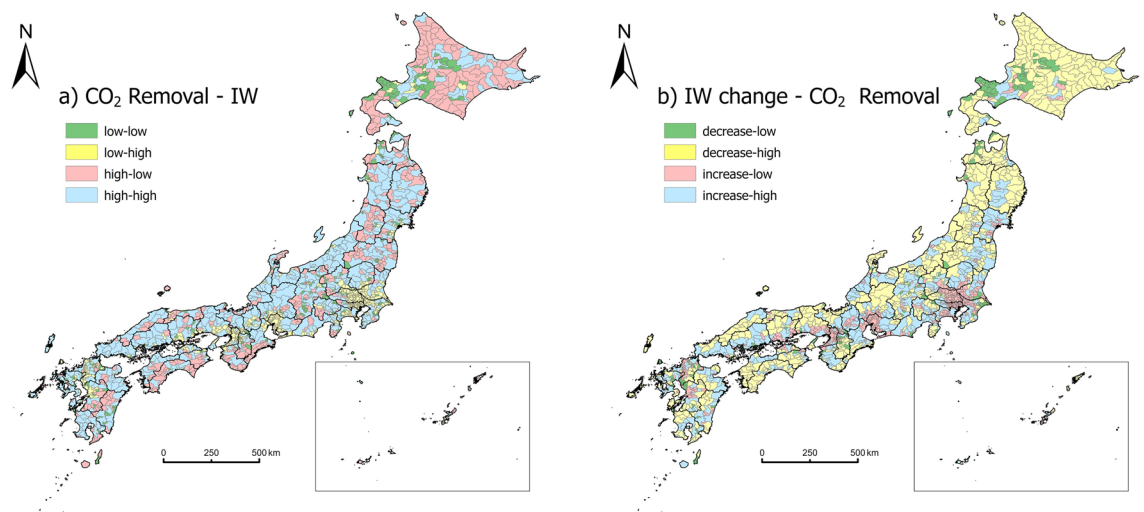 N
a) CO₂ Removal - IW
low-low
low-high
high-low
high-high
0 250 500 km
N
b) IW change - CO₂ Removal
decrease-low
decrease-high
increase-low
increase-high
0 250 500 km